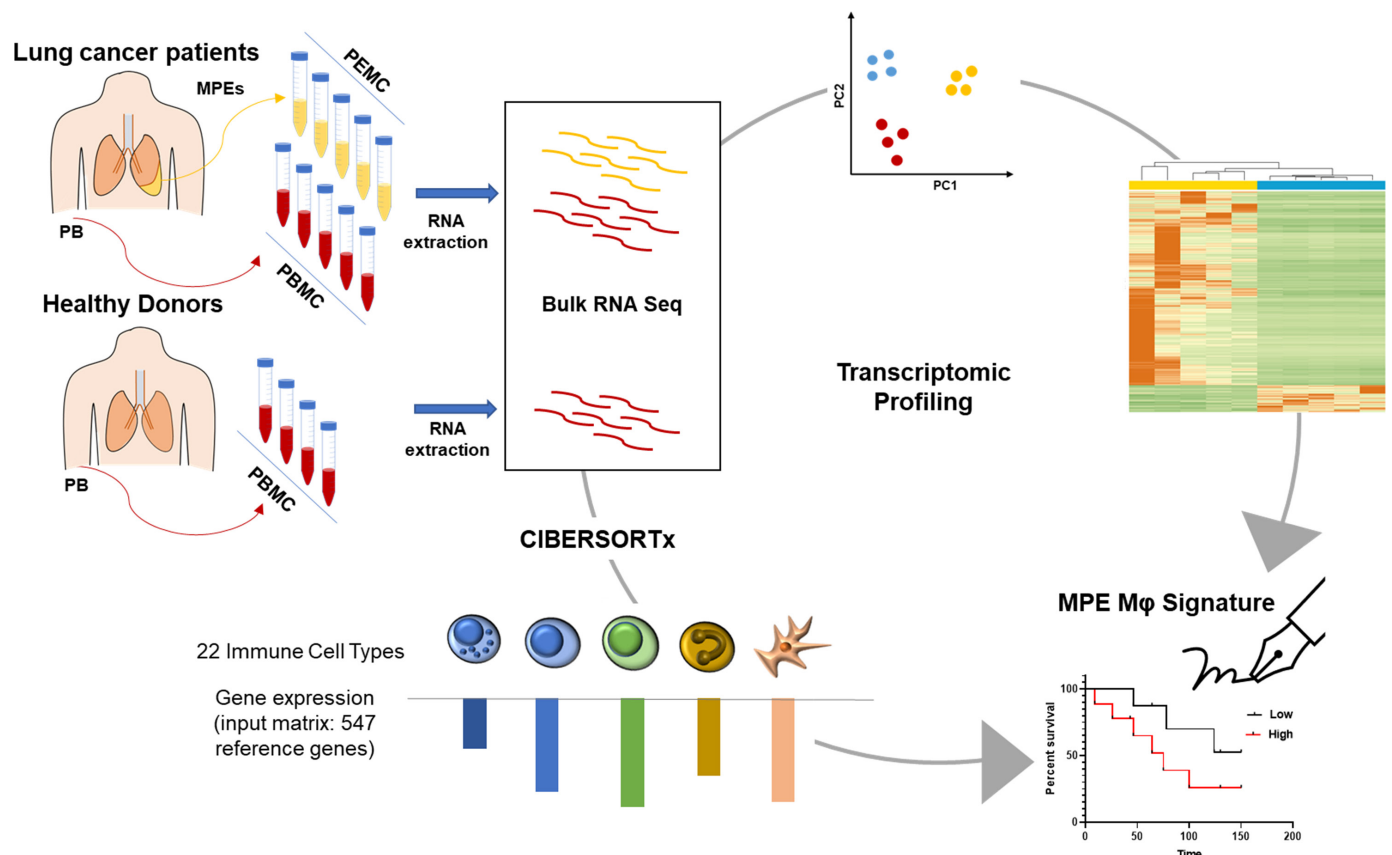 Lung cancer patients
MPEs
PEMC
PB
PBMC
RNA
extraction
Healthy Donors
PB
PBMC
RNA
extraction
Bulk RNA Seq
PC2
PC1
Transcriptomic
Profiling
CIBERSORTx
22 Immune Cell Types
Gene expression
(input matrix: 547
reference genes)
MPE Mφ Signature
Percent survival
100
50
0
Low
High
0
50
100
150
200
Time